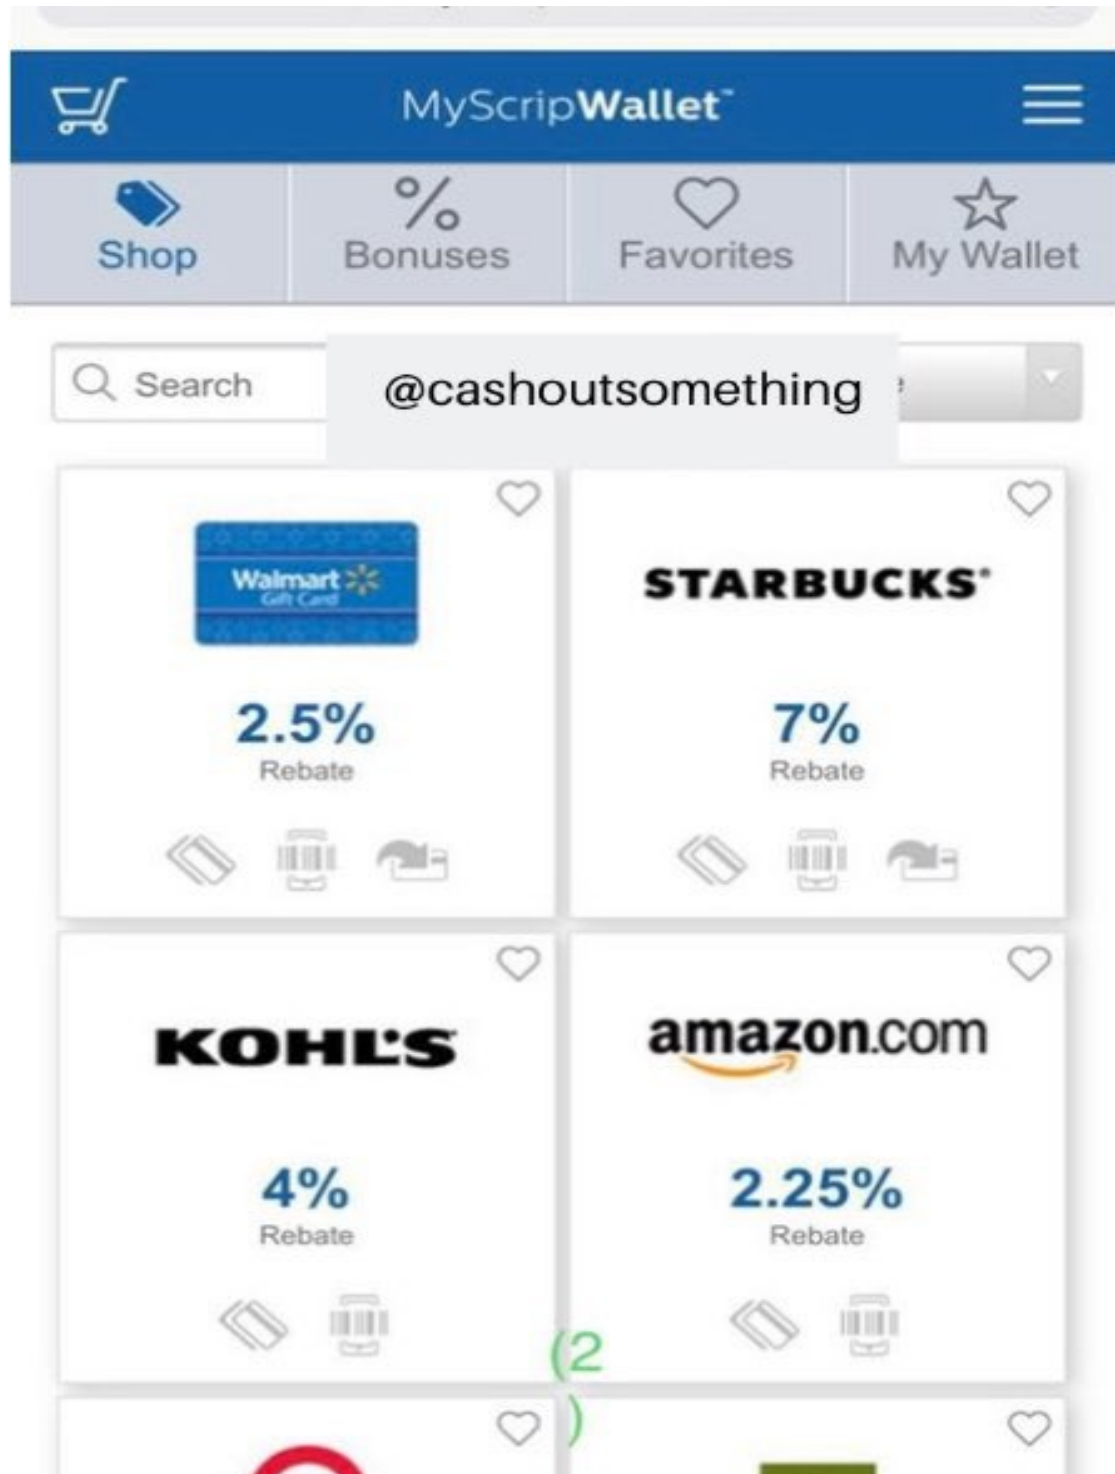 MyScripWallet™
Shop
Bonuses
Favorites
My Wallet
Search
@cashoutsomething
Walmart
Gift Card
2.5%
Rebate
STARBUCKS®
7%
Rebate
KOHL'S
4%
Rebate
amazon.com
2.25%
Rebate
(2
)